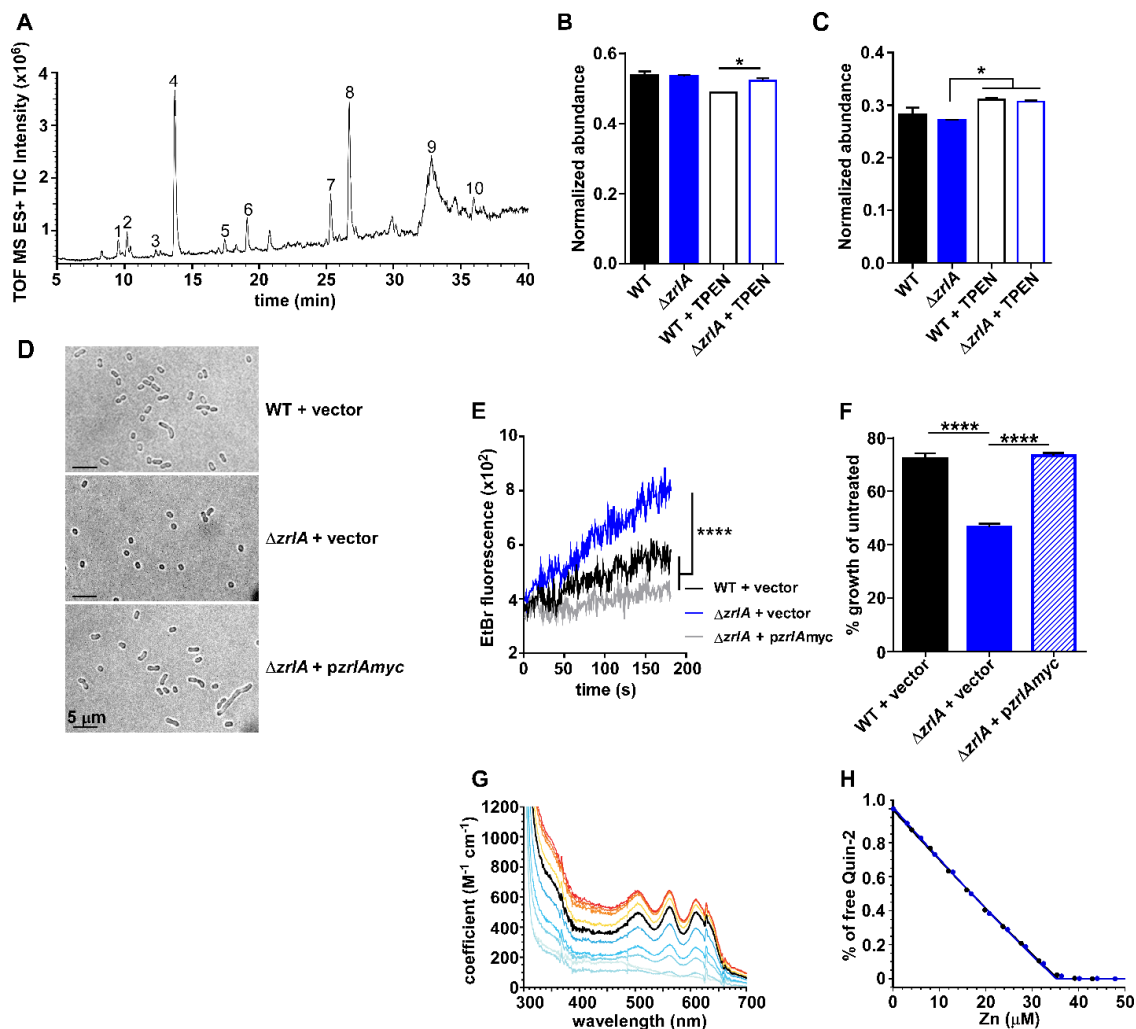 A
TOF MS ES+ TIC Intensity (x10⁶)
4
3
2
1
1
2
3
4
5
6
7
8
9
10
5
10
15
20
25
30
35
40
time (min)
B
Normalized abundance
0.6
0.4
0.2
0.0
*
WT
ΔzrlA
WT + TPEN
ΔzrlA + TPEN
C
Normalized abundance
0.4
0.3
0.2
0.1
0.0
*
WT
ΔzrlA
WT + TPEN
ΔzrlA + TPEN
D
WT + vector
ΔzrlA + vector
ΔzrlA + pzrlAmyc
5 μm
E
EtBr fluorescence (x10²)
10
8
6
4
2
0
50
100
150
200
time (s)
****
WT + vector
ΔzrlA + vector
ΔzrlA + pzrlAmyc
F
% growth of untreated
80
60
40
20
0
****
****
WT + vector
ΔzrlA + vector
ΔzrlA + pzrlAmyc
G
coefficient (M⁻¹ cm⁻¹)
1200
1000
800
600
400
200
0
300
400
500
600
700
wavelength (nm)
H
% of free Quin-2
1.0
0.8
0.6
0.4
0.2
0
0
10
20
30
40
50
Zn (μM)